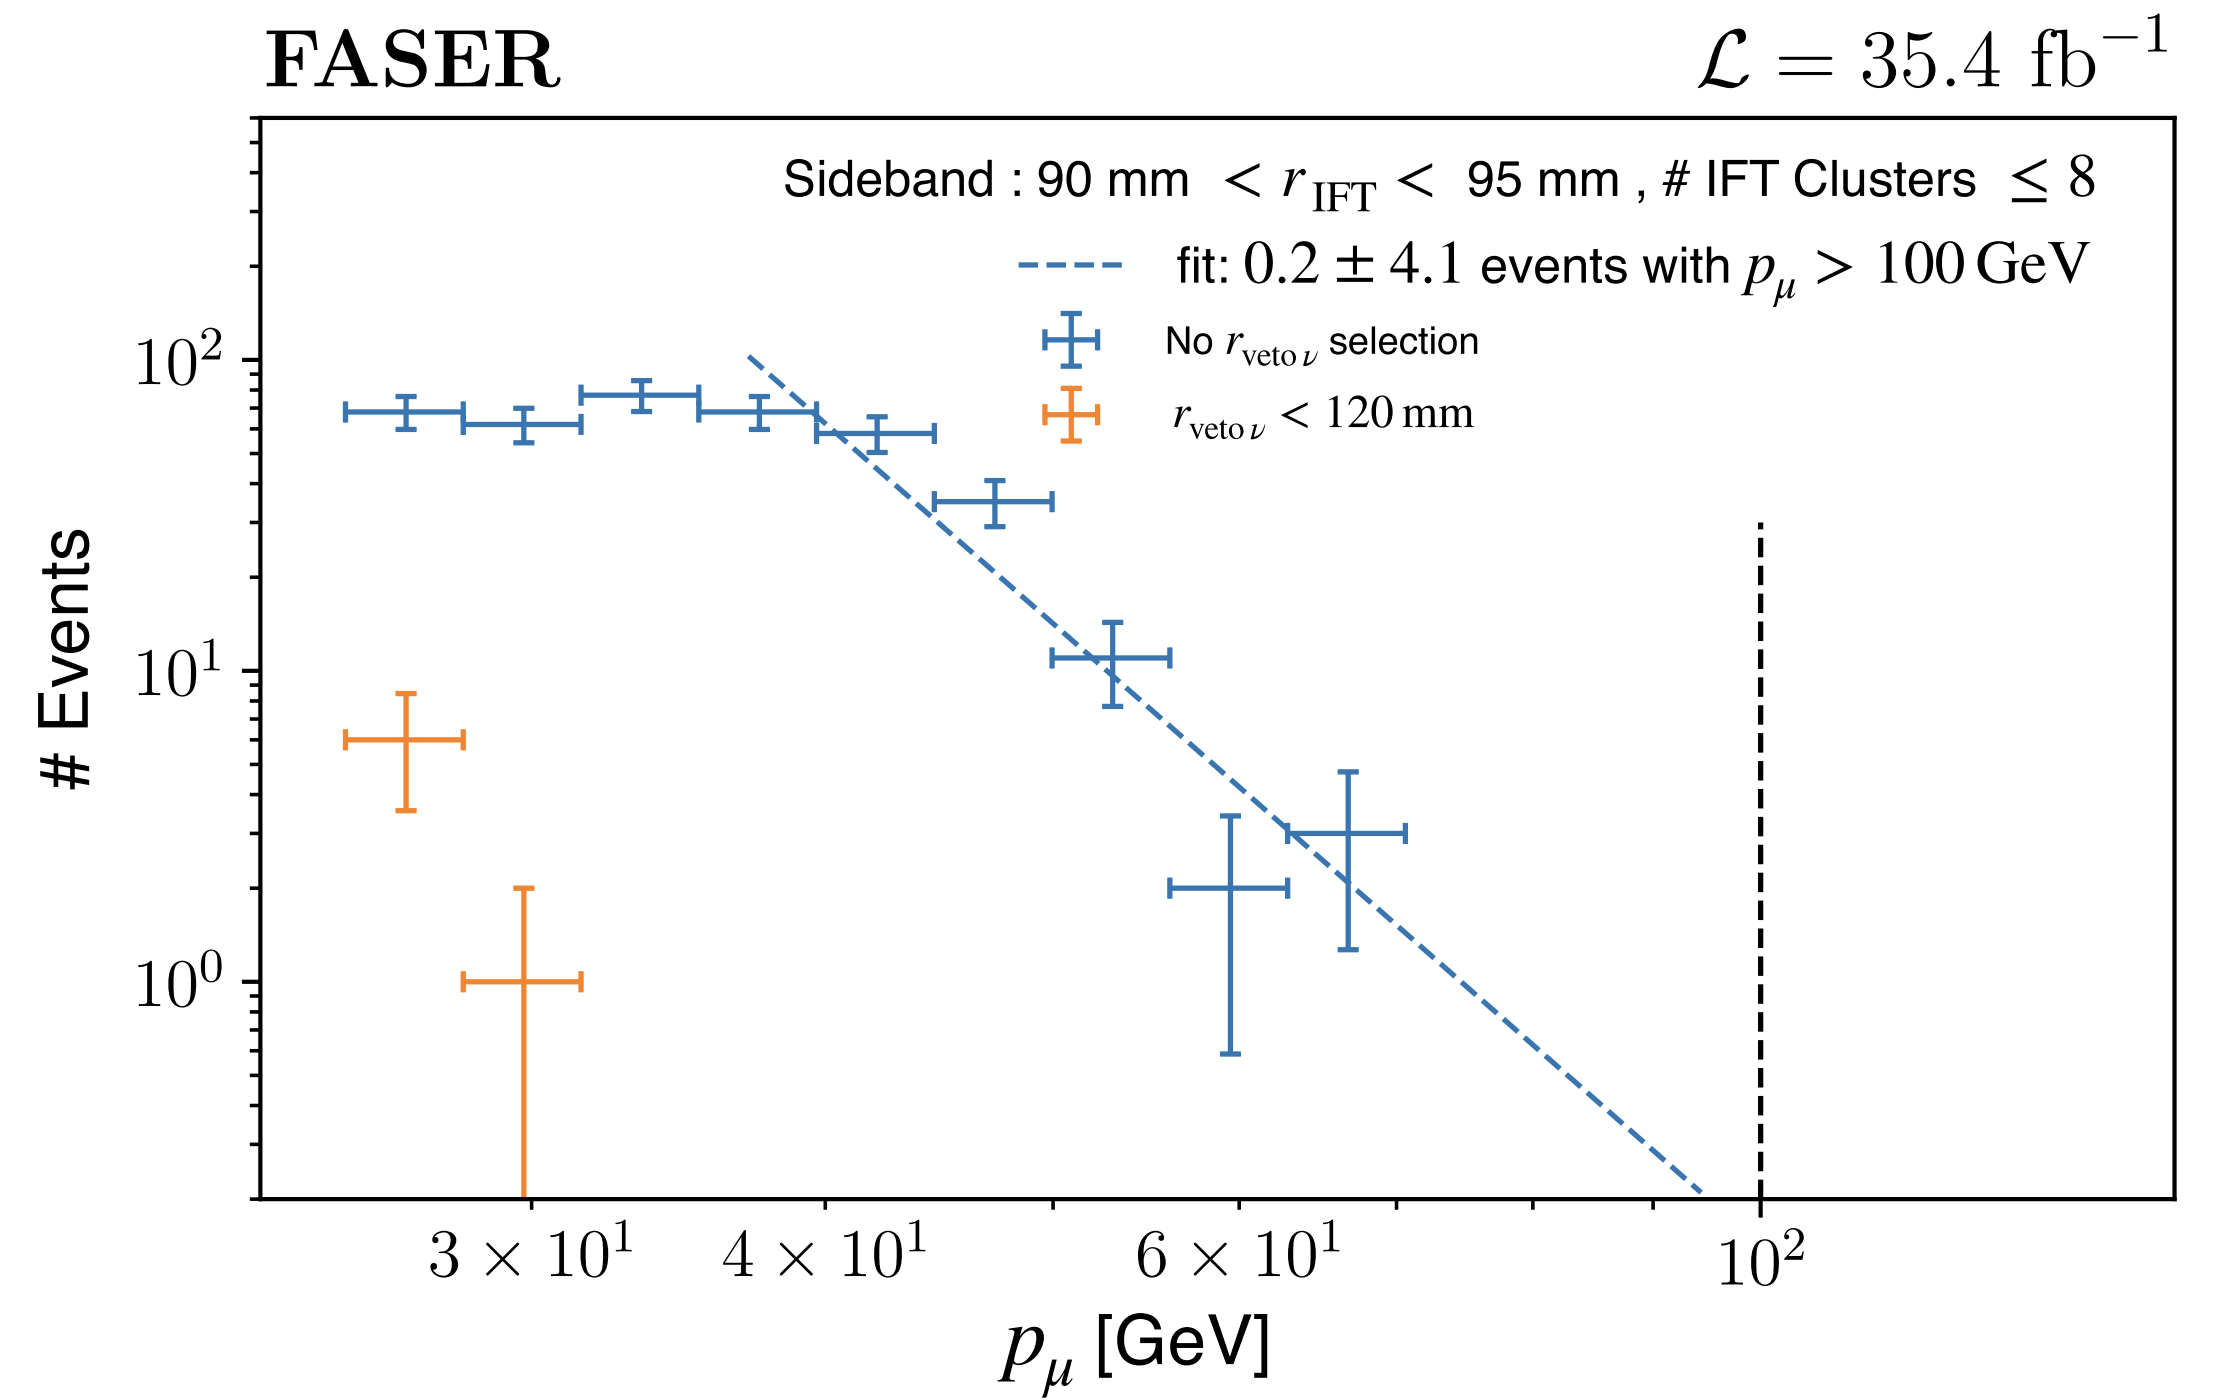 FASER
ℒ = 35.4 fb⁻¹
Sideband : 90 mm < r_IFT < 95 mm , # IFT Clusters ≤ 8
fit: 0.2 ± 4.1 events with p_μ > 100 GeV
No r_veto ν selection
r_veto ν < 120 mm
# Events
10²
10¹
10⁰
3 × 10¹
4 × 10¹
6 × 10¹
10²
p_μ [GeV]